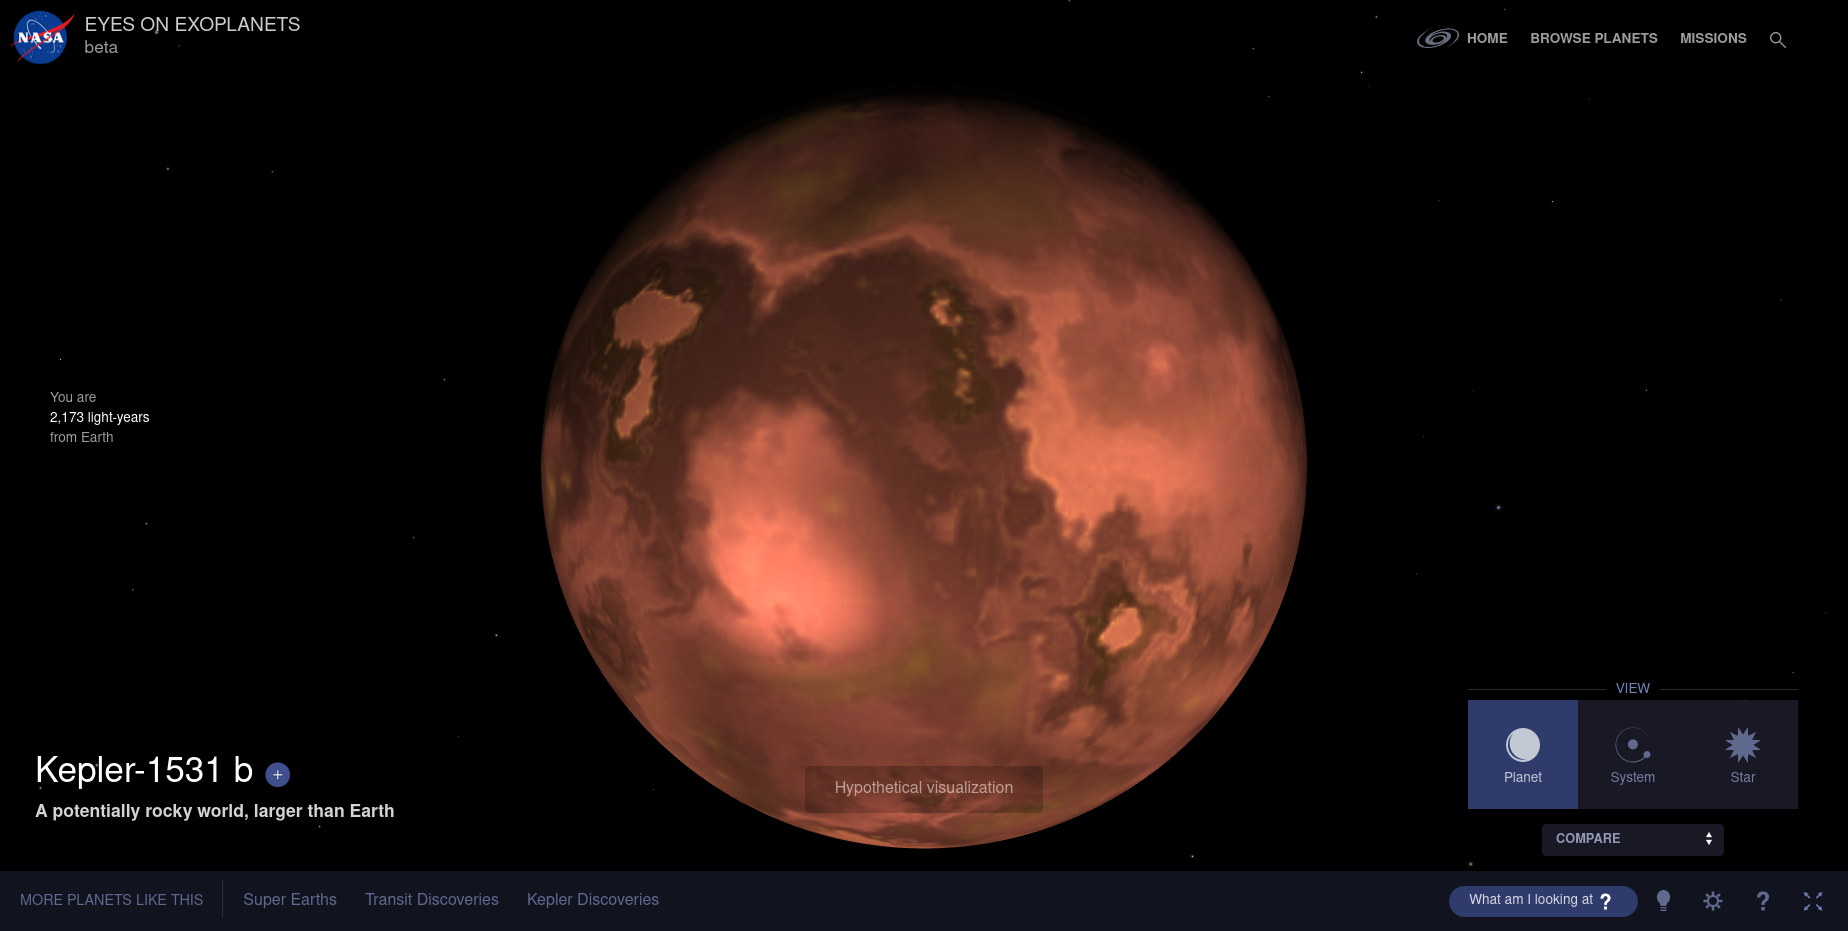 NASA
EYES ON EXOPLANETS
beta
HOME
BROWSE PLANETS
MISSIONS
You are
2,173 light-years
from Earth
Kepler-1531 b +
A potentially rocky world, larger than Earth
Hypothetical visualization
VIEW
Planet
System
Star
COMPARE
MORE PLANETS LIKE THIS
Super Earths
Transit Discoveries
Kepler Discoveries
What am I looking at ?
?